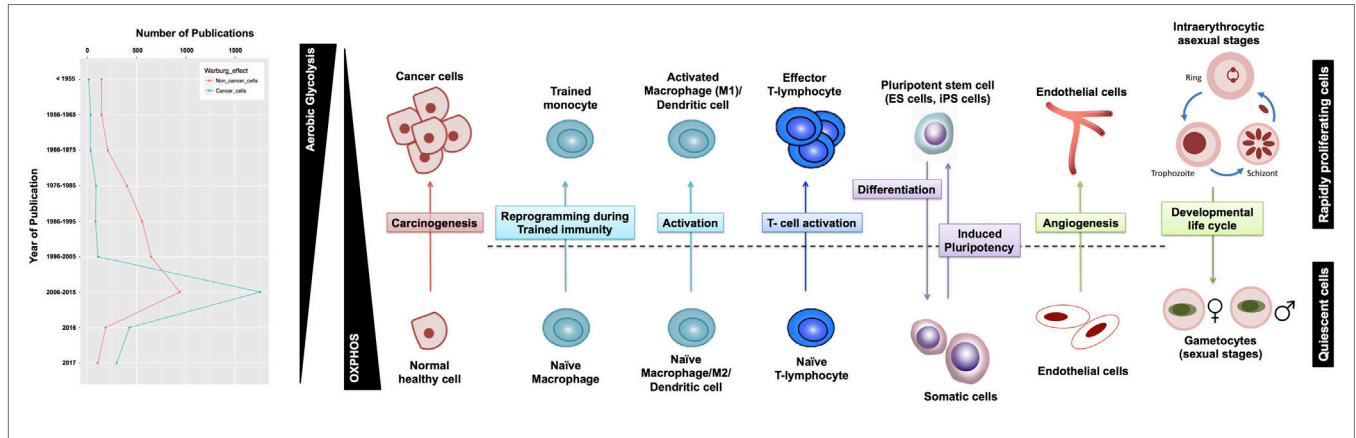 Number of Publications
0
500
1000
1500
Year of Publication
< 1955
1956-1965
1966-1975
1976-1985
1986-1995
1996-2005
2006-2015
2016
2017
Warburg_effect
Non_cancer_cells
Cancer_cells
Aerobic Glycolysis
OXPHOS
Cancer cells
Carcinogenesis
Normal
healthy cell
Trained
monocyte
Reprogramming during
Trained immunity
Naïve
Macrophage
Activated
Macrophage (M1)/
Dendritic cell
Activation
Naïve
Macrophage/M2/
Dendritic cell
Effector
T-lymphocyte
T- cell activation
Naïve
T-lymphocyte
Pluripotent stem cell
(ES cells, iPS cells)
Differentiation
Induced
Pluripotency
Somatic cells
Endothelial cells
Angiogenesis
Endothelial cells
Intraerythrocytic
asexual stages
Ring
Trophozoite
Schizont
Developmental
life cycle
♀
♂
Gametocytes
(sexual stages)
Rapidly proliferating cells
Quiescent cells